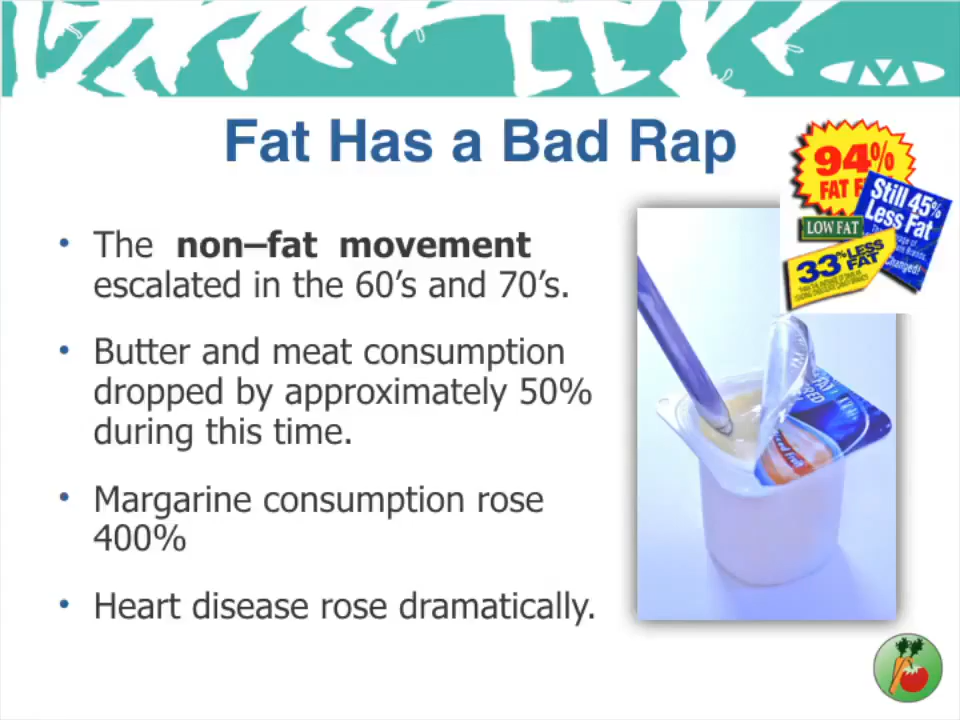 Fat Has a Bad Rap
94%
FAT
Still 45%
Less Fat
Changed!
LOW FAT
33% LESS
FAT
• The non–fat movement
escalated in the 60’s and 70’s.
• Butter and meat consumption
dropped by approximately 50%
during this time.
• Margarine consumption rose
400%
• Heart disease rose dramatically.